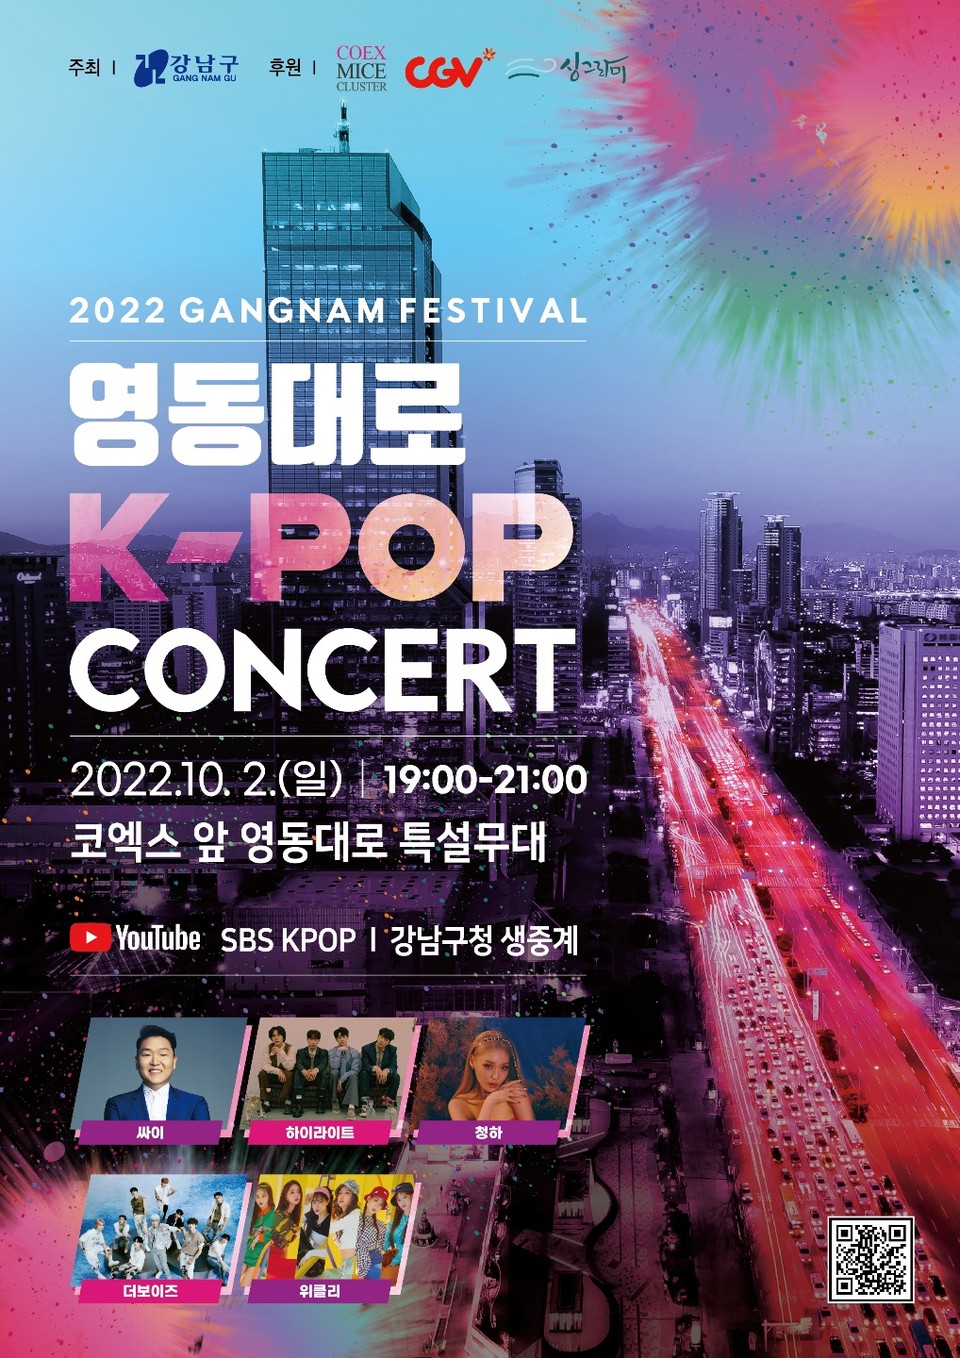 주최 | 강남구 GANG NAM GU 후원 | COEX MICE CLUSTER CGV 싱그러미
2022 GANGNAM FESTIVAL
영동대로
K-POP
CONCERT
2022.10. 2.(일) | 19:00-21:00
코엑스 앞 영동대로 특설무대
YouTube SBS KPOP | 강남구청 생중계
싸이 하이라이트 청하
더보이즈 위클리